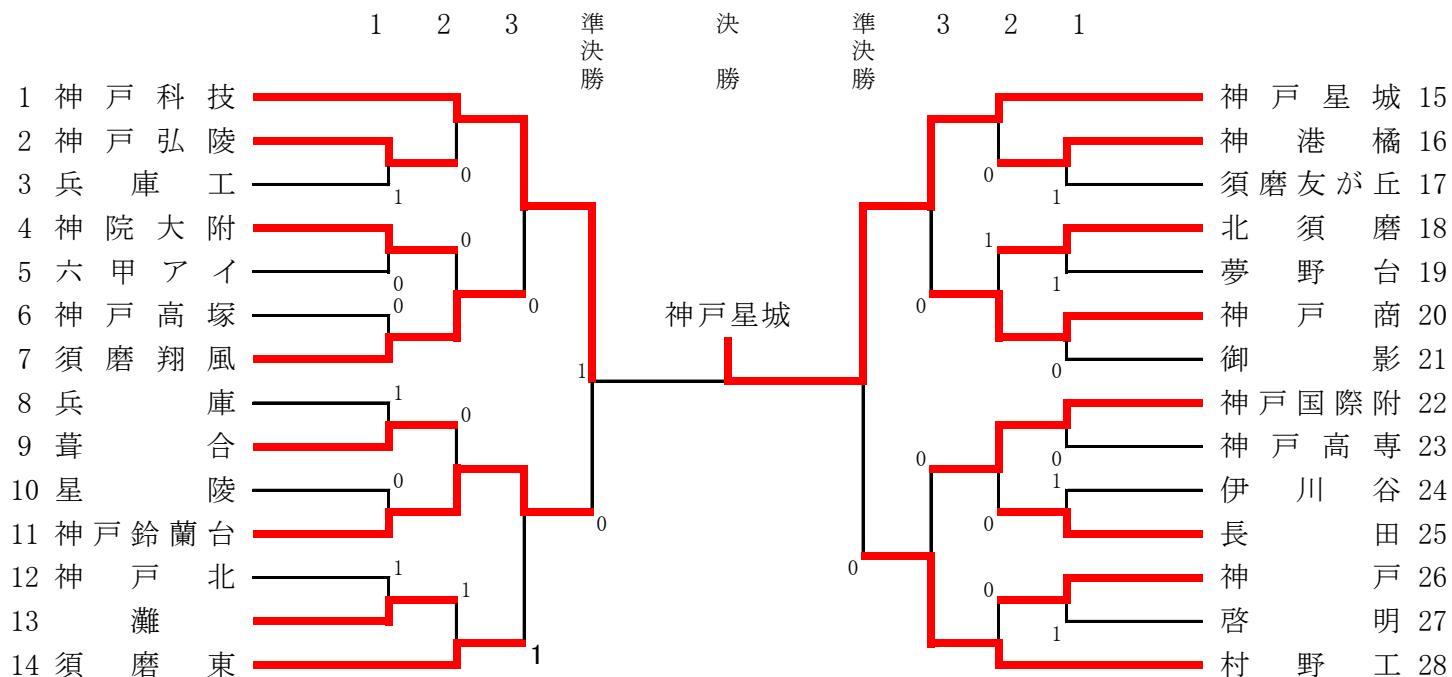 1 2 3 準決勝 決勝 準決勝 3 2 1
1 神戸科技
神戸星城 15
2 神戸弘陵
神港橘 16
0
0
3 兵庫工
須磨友が丘 17
1
1
4 神院大附
北須磨 18
0
1
5 六甲アイ
夢野台 19
0
1
0
0
0
6 神戸高塚
神戸星城
神戸商 20
7 須磨翔風
御影 21
1
0
8 兵庫
神戸国際附 22
1
0
9 葺合
神戸高専 23
0
0
10 星陵
伊川谷 24
0
1
11 神戸鈴蘭台
長田 25
0
0
12 神戸北
神戸 26
1
0
1
0
13 灘
啓明 27
1
1
14 須磨東
村野工 28